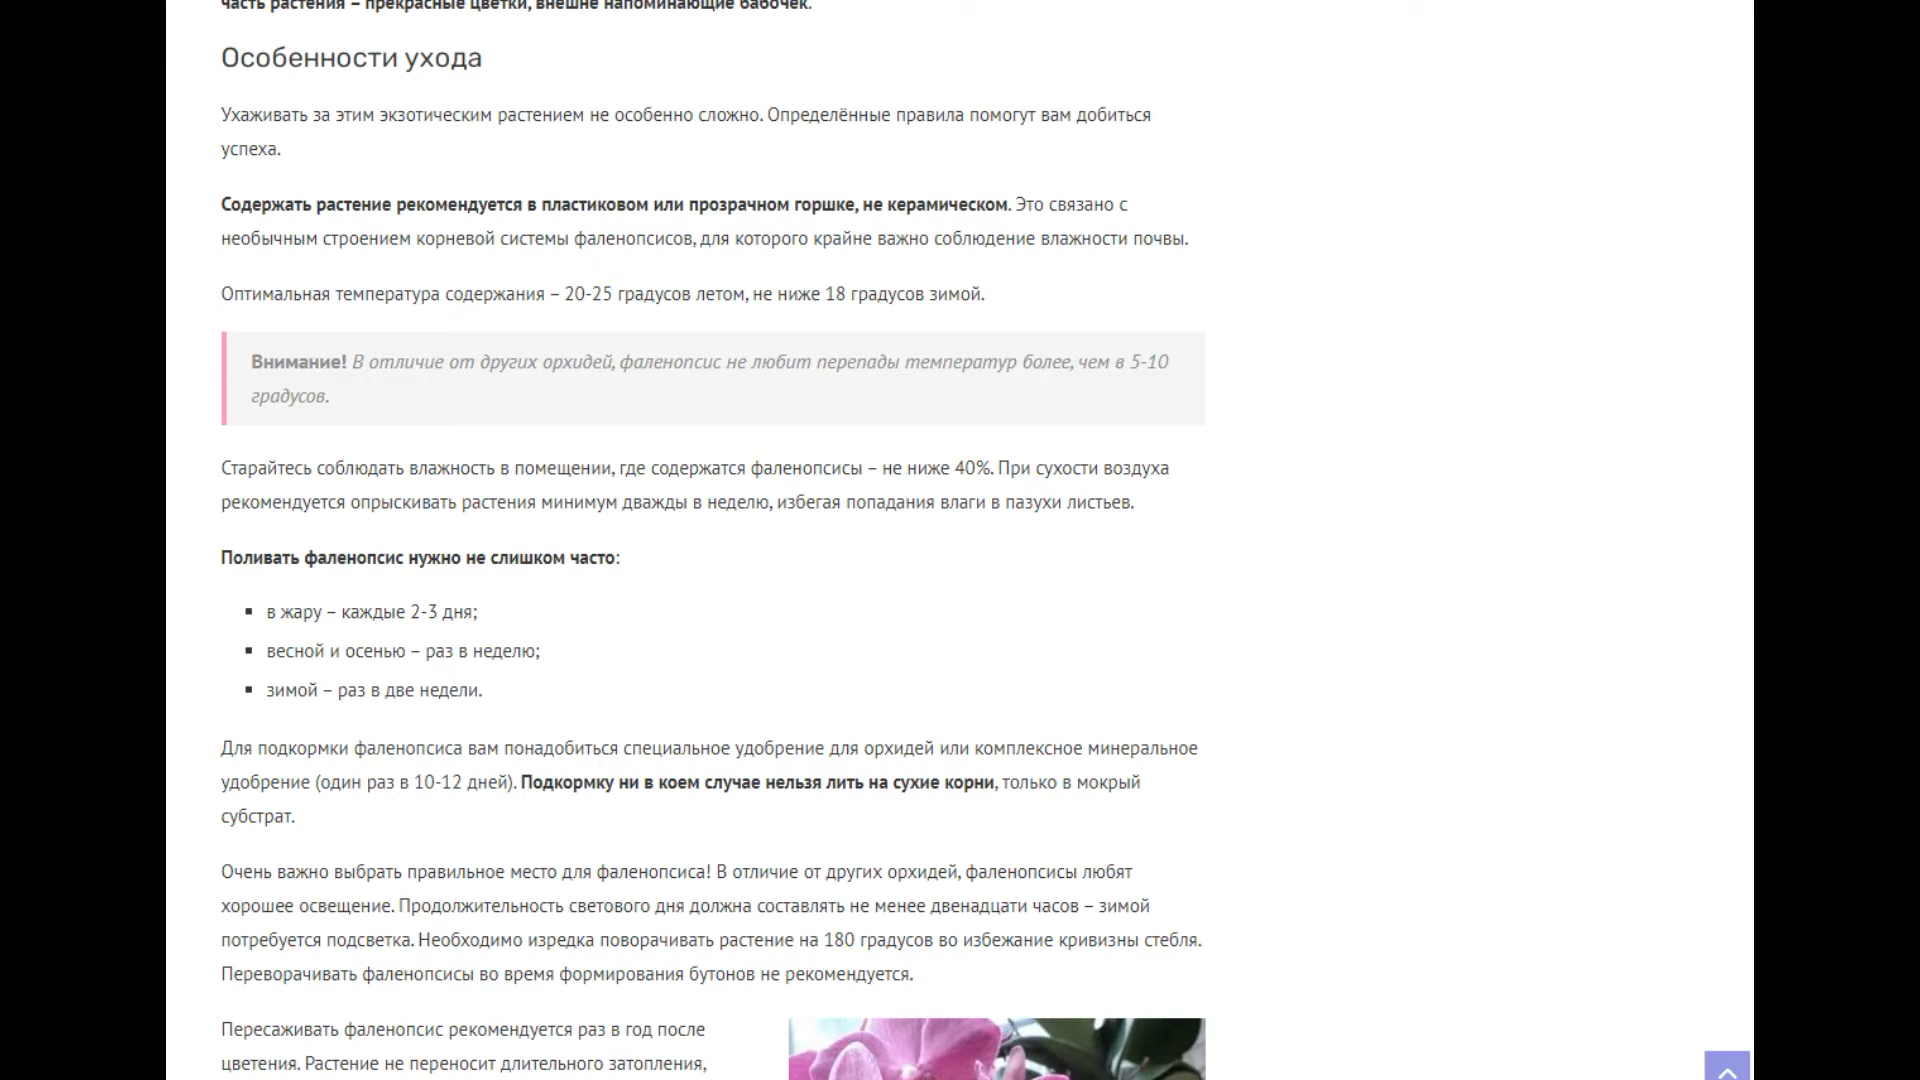 часть растения – прекрасные цветки, внешне напоминающие бабочек.
Особенности ухода
Ухаживать за этим экзотическим растением не особенно сложно. Определённые правила помогут вам добиться
успеха.
Содержать растение рекомендуется в пластиковом или прозрачном горшке, не керамическом. Это связано с
необычным строением корневой системы фаленопсисов, для которого крайне важно соблюдение влажности почвы.
Оптимальная температура содержания – 20-25 градусов летом, не ниже 18 градусов зимой.
Внимание! В отличие от других орхидей, фаленопсис не любит перепады температур более, чем в 5-10
градусов.
Старайтесь соблюдать влажность в помещении, где содержатся фаленопсисы – не ниже 40%. При сухости воздуха
рекомендуется опрыскивать растения минимум дважды в неделю, избегая попадания влаги в пазухи листьев.
Поливать фаленопсис нужно не слишком часто:
▪ в жару – каждые 2-3 дня;
▪ весной и осенью – раз в неделю;
▪ зимой – раз в две недели.
Для подкормки фаленопсиса вам понадобиться специальное удобрение для орхидей или комплексное минеральное
удобрение (один раз в 10-12 дней). Подкормку ни в коем случае нельзя лить на сухие корни, только в мокрый
субстрат.
Очень важно выбрать правильное место для фаленопсиса! В отличие от других орхидей, фаленопсисы любят
хорошее освещение. Продолжительность светового дня должна составлять не менее двенадцати часов – зимой
потребуется подсветка. Необходимо изредка поворачивать растение на 180 градусов во избежание кривизны стебля.
Переворачивать фаленопсисы во время формирования бутонов не рекомендуется.
Пересаживать фаленопсис рекомендуется раз в год после
цветения. Растение не переносит длительного затопления,